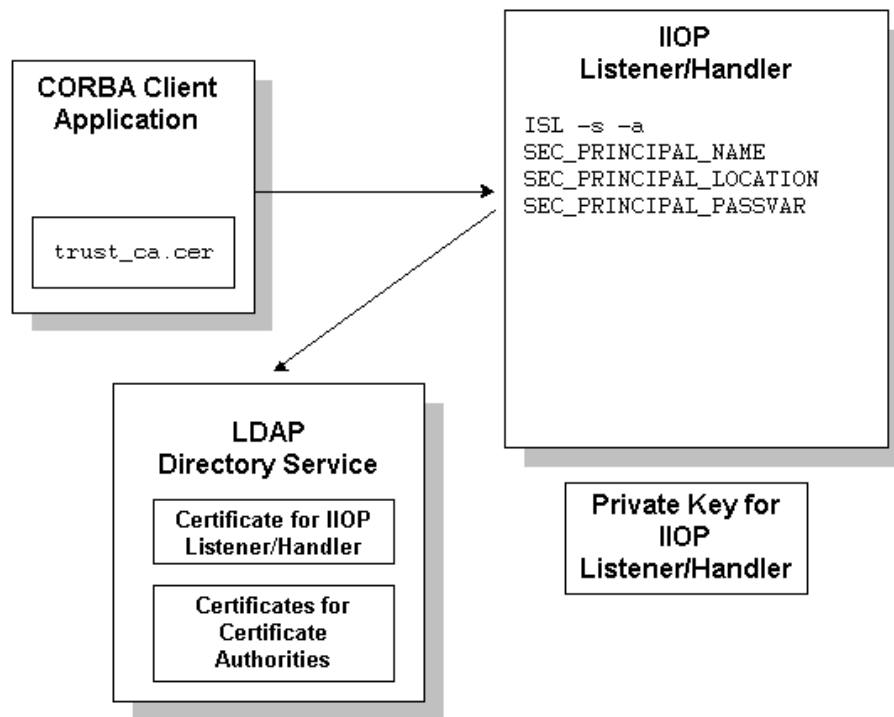 CORBA Client
Application
trust_ca.cer
IIOP
Listener/Handler
ISL –s –a
SEC_PRINCIPAL_NAME
SEC_PRINCIPAL_LOCATION
SEC_PRINCIPAL_PASSVAR
LDAP
Directory Service
Certificate for IIOP
Listener/Handler
Certificates for
Certificate
Authorities
Private Key for
IIOP
Listener/Handler